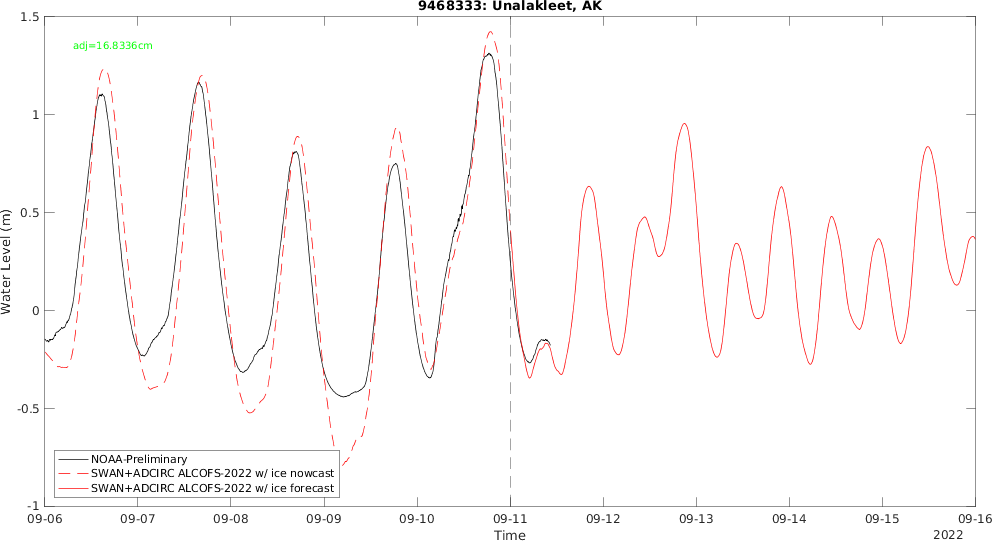 9468333: Unalakleet, AK
adj=16.8336cm
Water Level (m)
1.5
1
0.5
0
-0.5
-1
NOAA-Preliminary
SWAN+ADCIRC ALCOFS-2022 w/ ice nowcast
SWAN+ADCIRC ALCOFS-2022 w/ ice forecast
09-06 09-07 09-08 09-09 09-10 09-11 09-12 09-13 09-14 09-15 09-16
Time
2022